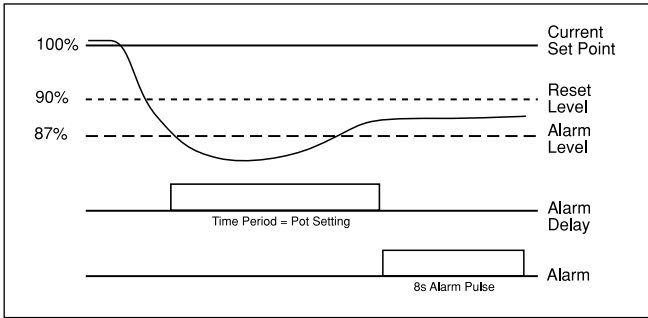 100%
Current
Set Point
90%
Reset
Level
87%
Alarm
Level
Time Period = Pot Setting
Alarm
Delay
8s Alarm Pulse
Alarm